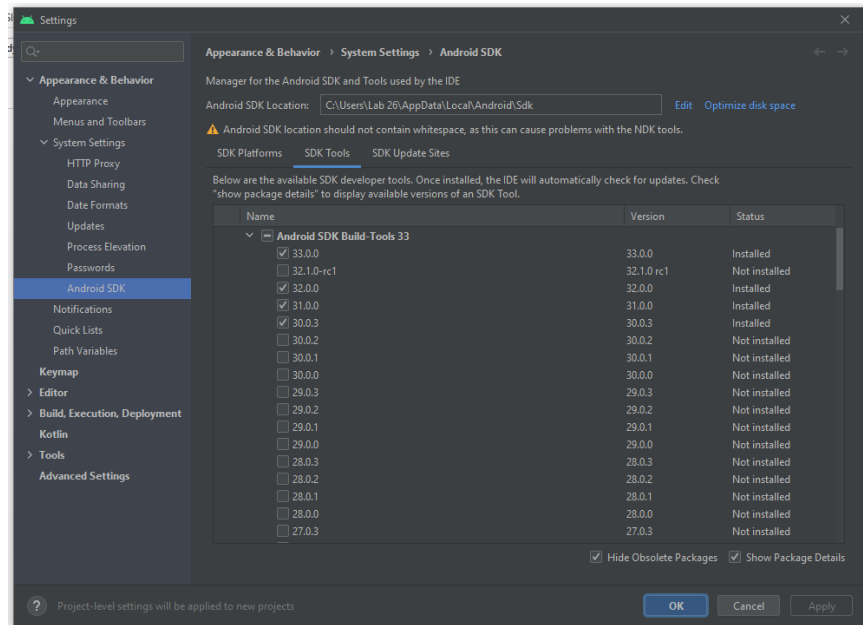 Settings
Appearance & Behavior › System Settings › Android SDK
Manager for the Android SDK and Tools used by the IDE
Android SDK Location: C:\Users\Lab 26\AppData\Local\Android\Sdk Edit Optimize disk space
Android SDK location should not contain whitespace, as this can cause problems with the NDK tools.
SDK Platforms SDK Tools SDK Update Sites
Below are the available SDK developer tools. Once installed, the IDE will automatically check for updates. Check
"show package details" to display available versions of an SDK Tool.
Name Version Status
Android SDK Build-Tools 33
33.0.0 33.0.0 Installed
32.1.0-rc1 32.1.0 rc1 Not installed
32.0.0 32.0.0 Installed
31.0.0 31.0.0 Installed
30.0.3 30.0.3 Installed
30.0.2 30.0.2 Not installed
30.0.1 30.0.1 Not installed
30.0.0 30.0.0 Not installed
29.0.3 29.0.3 Not installed
29.0.2 29.0.2 Not installed
29.0.1 29.0.1 Not installed
29.0.0 29.0.0 Not installed
28.0.3 28.0.3 Not installed
28.0.2 28.0.2 Not installed
28.0.1 28.0.1 Not installed
28.0.0 28.0.0 Not installed
27.0.3 27.0.3 Not installed
Hide Obsolete Packages Show Package Details
Appearance & Behavior
Appearance
Menus and Toolbars
System Settings
HTTP Proxy
Data Sharing
Date Formats
Updates
Process Elevation
Passwords
Android SDK
Notifications
Quick Lists
Path Variables
Keymap
Editor
Build, Execution, Deployment
Kotlin
Tools
Advanced Settings
? Project-level settings will be applied to new projects
OK Cancel Apply